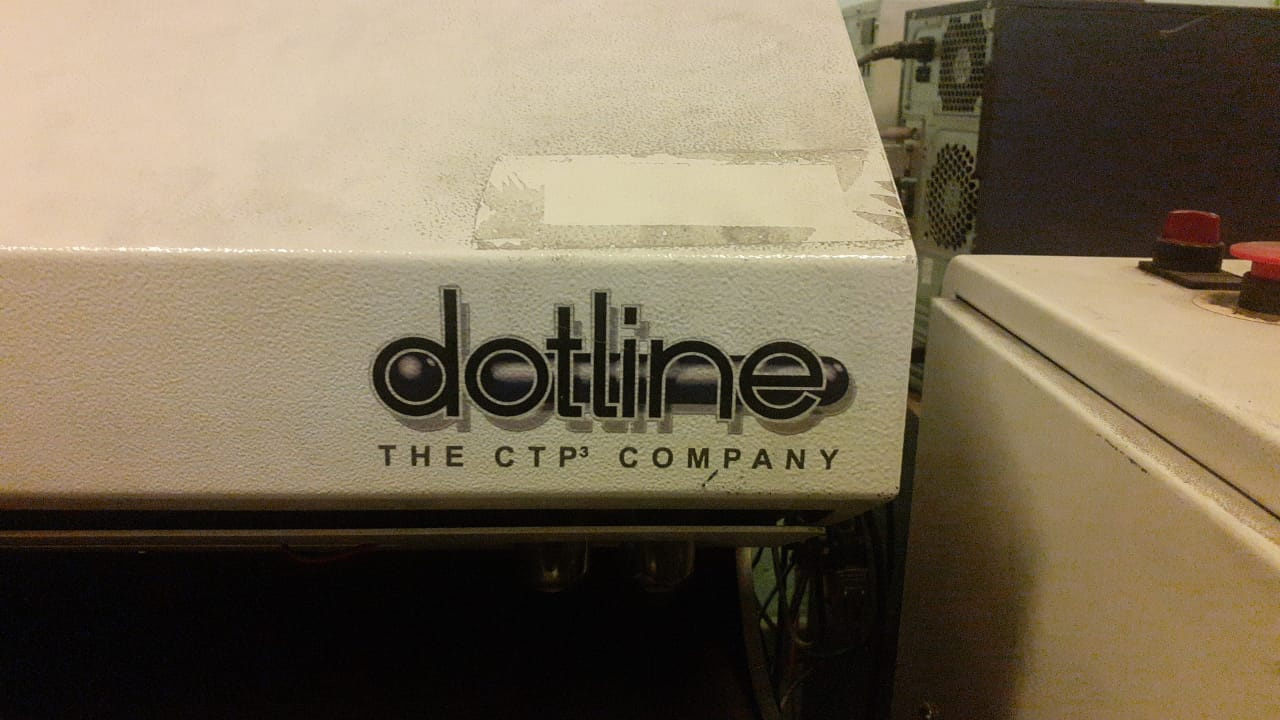 dotline
THE CTP³ COMPANY